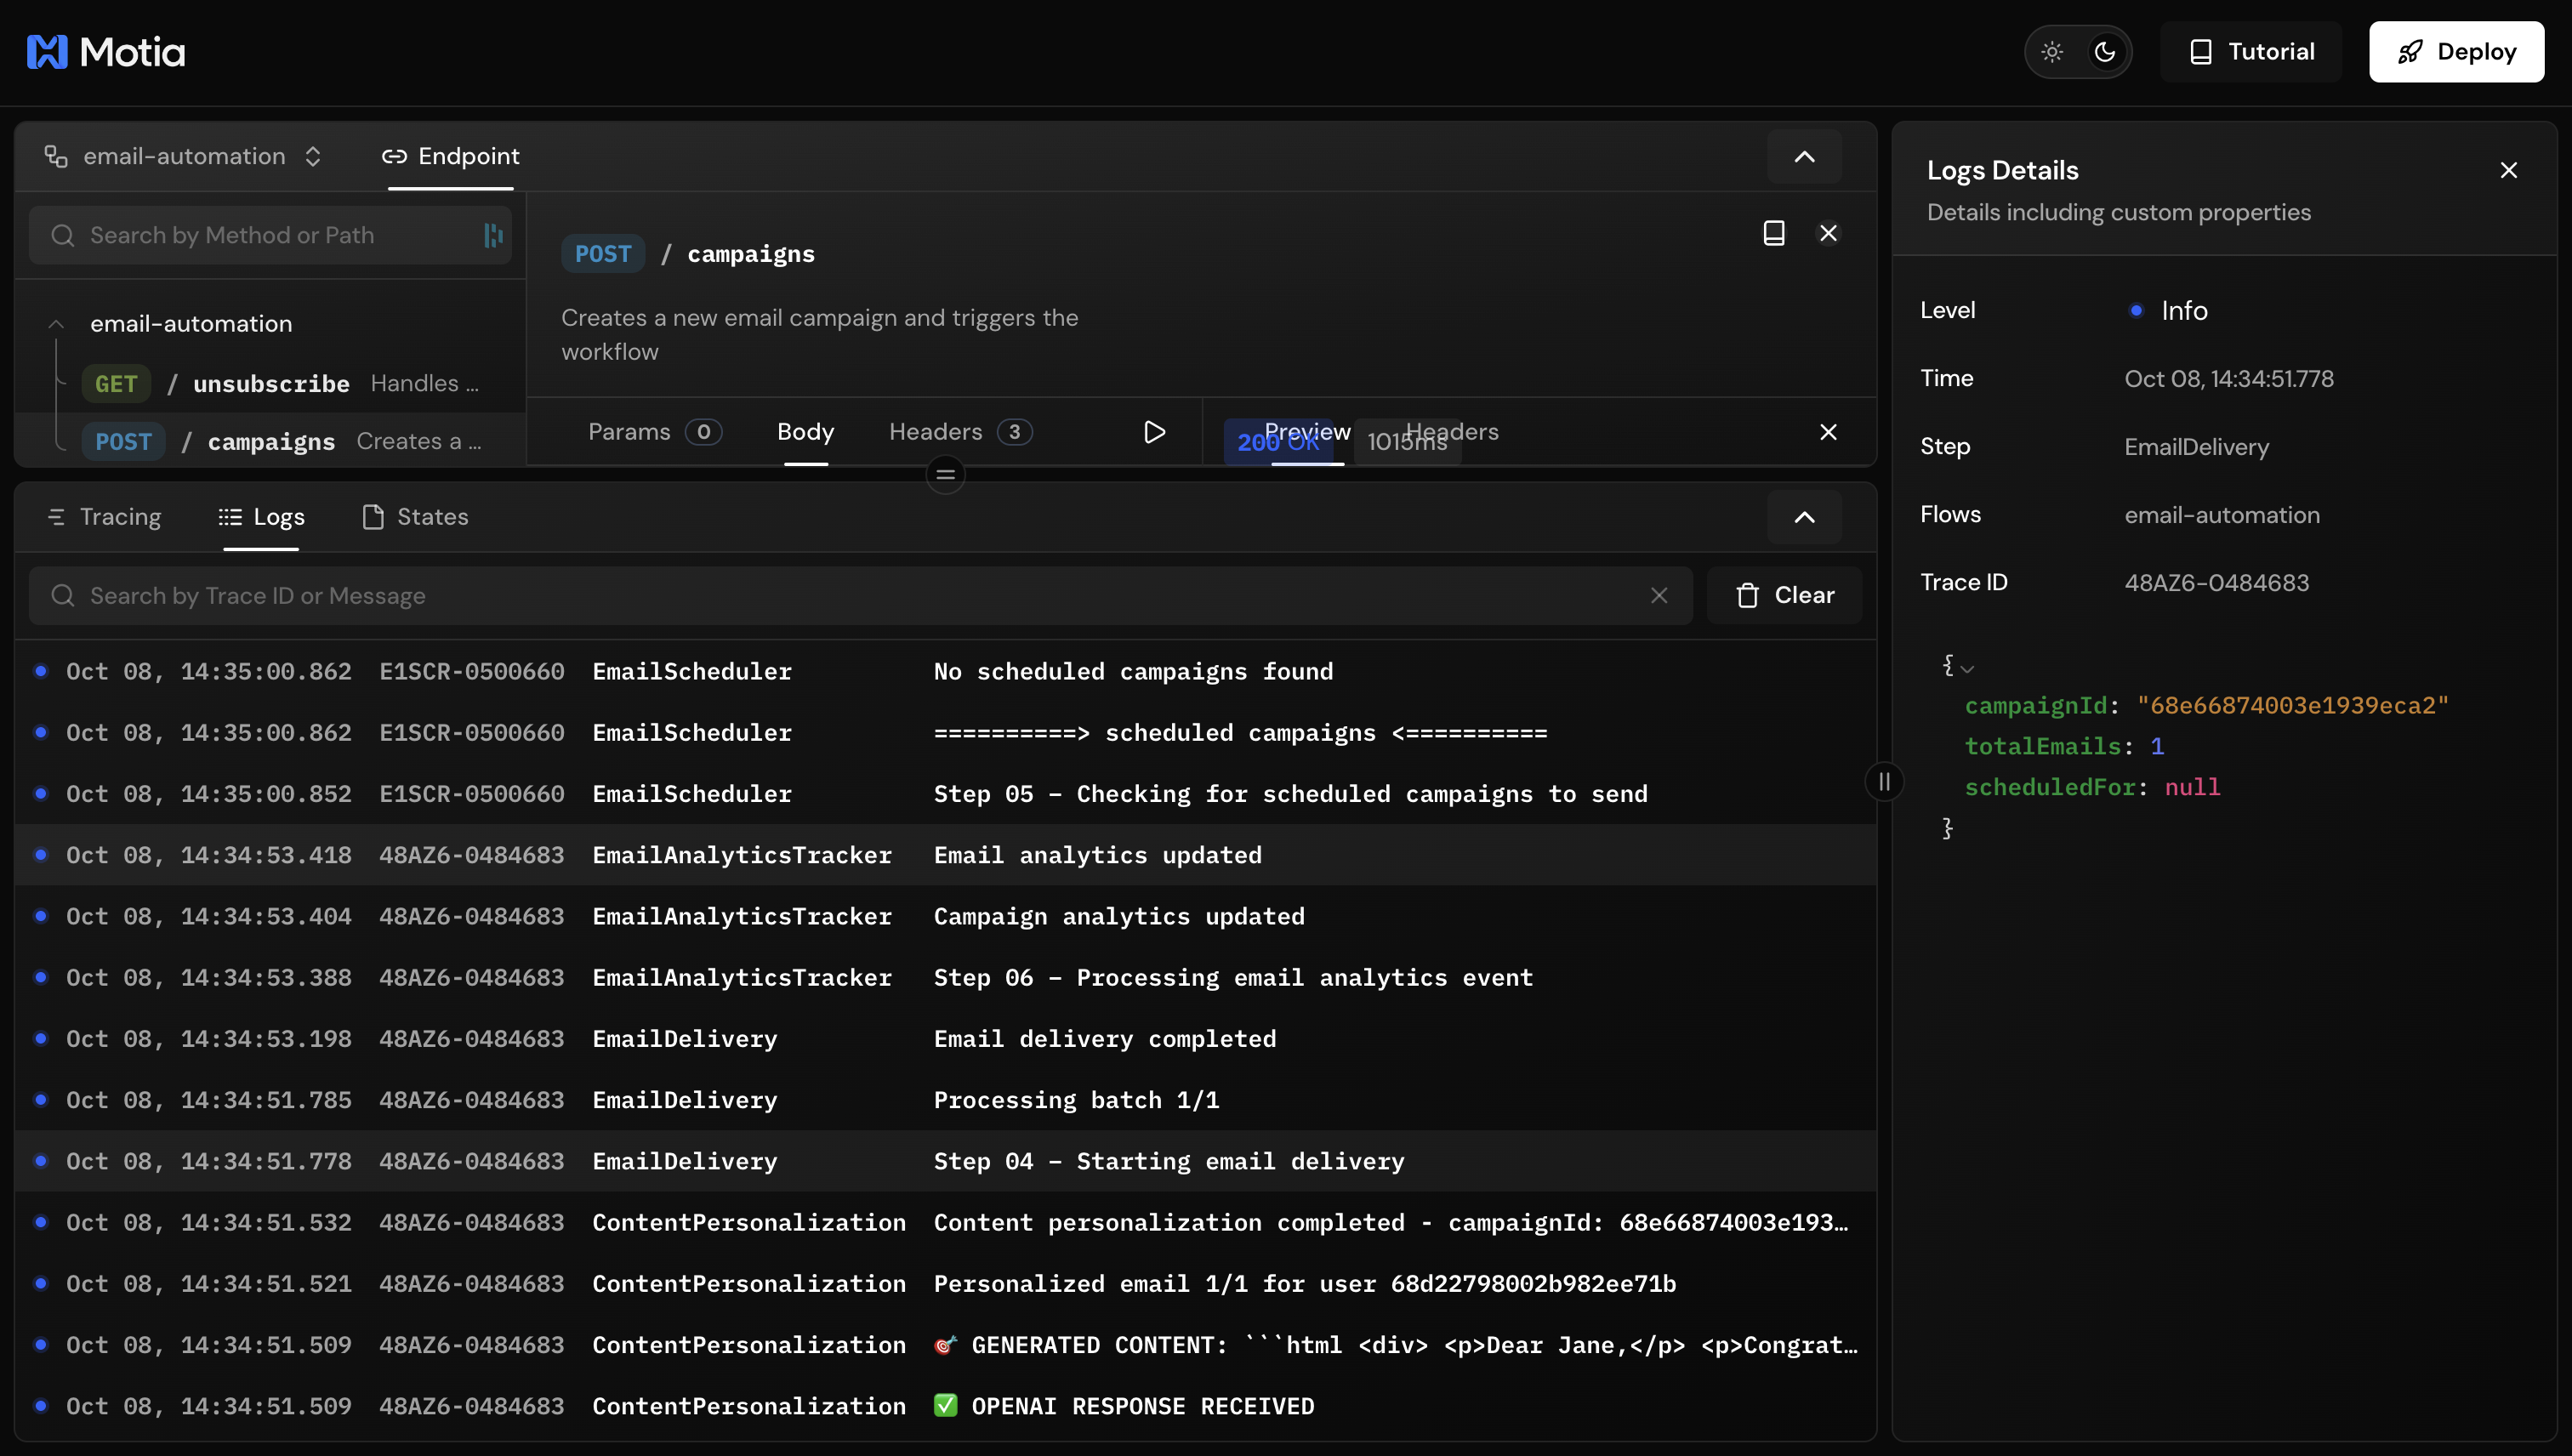 Motia
Tutorial
Deploy
email-automation
Endpoint
Search by Method or Path
email-automation
GET / unsubscribe Handles ...
POST / campaigns Creates a ...
POST / campaigns
Creates a new email campaign and triggers the
workflow
Params 0 Body Headers 3
200 OK 1015ms
Preview Headers
Tracing Logs States
Search by Trace ID or Message
Clear
Oct 08, 14:35:00.862 E1SCR-0500660 EmailScheduler No scheduled campaigns found
Oct 08, 14:35:00.862 E1SCR-0500660 EmailScheduler ==========> scheduled campaigns <==========
Oct 08, 14:35:00.852 E1SCR-0500660 EmailScheduler Step 05 – Checking for scheduled campaigns to send
Oct 08, 14:34:53.418 48AZ6-0484683 EmailAnalyticsTracker Email analytics updated
Oct 08, 14:34:53.404 48AZ6-0484683 EmailAnalyticsTracker Campaign analytics updated
Oct 08, 14:34:53.388 48AZ6-0484683 EmailAnalyticsTracker Step 06 – Processing email analytics event
Oct 08, 14:34:53.198 48AZ6-0484683 EmailDelivery Email delivery completed
Oct 08, 14:34:51.785 48AZ6-0484683 EmailDelivery Processing batch 1/1
Oct 08, 14:34:51.778 48AZ6-0484683 EmailDelivery Step 04 – Starting email delivery
Oct 08, 14:34:51.532 48AZ6-0484683 ContentPersonalization Content personalization completed - campaignId: 68e66874003e193…
Oct 08, 14:34:51.521 48AZ6-0484683 ContentPersonalization Personalized email 1/1 for user 68d22798002b982ee71b
Oct 08, 14:34:51.509 48AZ6-0484683 ContentPersonalization 🎯 GENERATED CONTENT: ```html <div> <p>Dear Jane,</p> <p>Congrat…
Oct 08, 14:34:51.509 48AZ6-0484683 ContentPersonalization ✅ OPENAI RESPONSE RECEIVED
Logs Details
Details including custom properties
Level Info
Time Oct 08, 14:34:51.778
Step EmailDelivery
Flows email-automation
Trace ID 48AZ6-0484683
{
campaignId: "68e66874003e1939eca2"
totalEmails: 1
scheduledFor: null
}